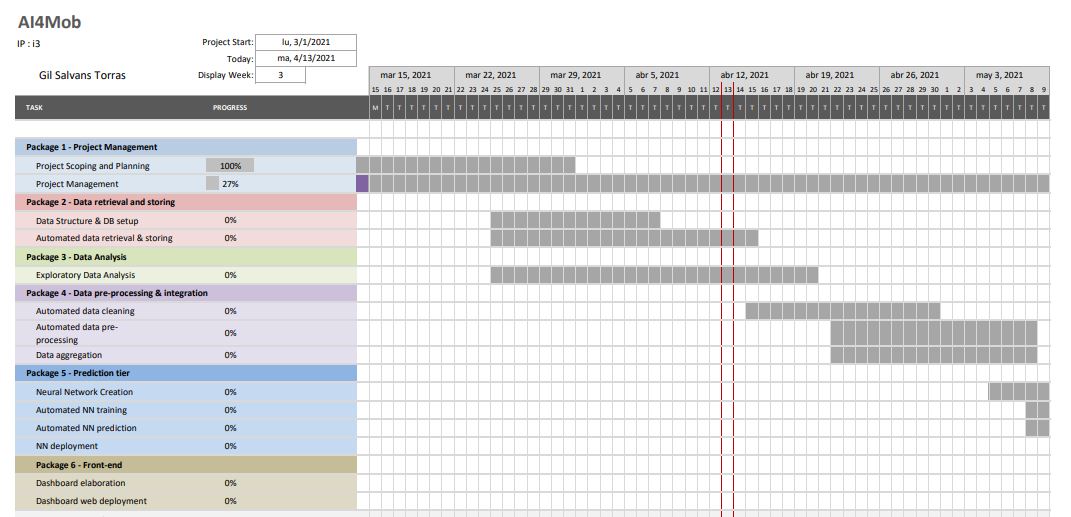 AI4Mob
IP : i3
Project Start: lu, 3/1/2021
Today: ma, 4/13/2021
Gil Salvans Torras
Display Week: 3
mar 15, 2021 mar 22, 2021 mar 29, 2021 abr 5, 2021 abr 12, 2021 abr 19, 2021 abr 26, 2021 may 3, 2021
15 16 17 18 19 20 21 22 23 24 25 26 27 28 29 30 31 1 2 3 4 5 6 7 8 9 10 11 12 13 14 15 16 17 18 19 20 21 22 23 24 25 26 27 28 29 30 1 2 3 4 5 6 7 8 9
TASK PROGRESS M T T T T T T T T T T T T T T T T T T T T T T T T T T T T T T T T T T T T T T T T T T T T T T T T T T T T T T T
Package 1 - Project Management
Project Scoping and Planning 100%
Project Management 27%
Package 2 - Data retrieval and storing
Data Structure & DB setup 0%
Automated data retrieval & storing 0%
Package 3 - Data Analysis
Exploratory Data Analysis 0%
Package 4 - Data pre-processing & integration
Automated data cleaning 0%
Automated data pre-
processing 0%
Data aggregation 0%
Package 5 - Prediction tier
Neural Network Creation 0%
Automated NN training 0%
Automated NN prediction 0%
NN deployment 0%
Package 6 - Front-end
Dashboard elaboration 0%
Dashboard web deployment 0%